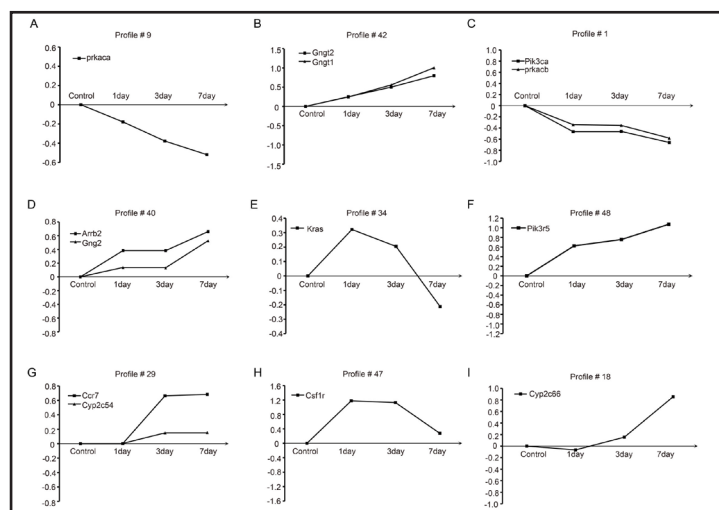 A
Profile # 9
prkaca
0.6
0.4
0.2
0
-0.2
-0.4
-0.6
Control
1day
3day
7day
B
Profile # 42
Gngt2
Gngt1
1.5
1.0
0.5
0
-0.5
-1.0
-1.5
Control
1day
3day
7day
C
Profile # 1
Pik3ca
prkacb
1.0
0.8
0.6
0.4
0.2
0
-0.2
-0.4
-0.6
-0.8
-1.0
Control
1day
3day
7day
D
Profile # 40
Arrb2
Gng2
0.8
0.6
0.4
0.2
0
-0.2
-0.4
-0.6
-0.8
Control
1day
3day
7day
E
Profile # 34
Kras
0.4
0.3
0.2
0.1
0
-0.1
-0.2
-0.3
-0.4
Control
1day
3day
7day
F
Profile # 48
Pik3r5
1.2
1.0
0.8
0.6
0.4
0.2
0
-0.2
-0.4
-0.6
-0.8
-1.0
-1.2
Control
1day
3day
7day
G
Profile # 29
Ccr7
Cyp2c54
0.8
0.6
0.4
0.2
0
-0.2
-0.4
-0.6
-0.8
Control
1day
3day
7day
H
Profile # 47
Csf1r
1.6
1.2
0.8
0.4
0
-0.4
-0.8
-1.2
-1.6
Control
1day
3day
7day
I
Profile # 18
Cyp2c66
1.0
0.8
0.6
0.4
0.2
0
-0.2
-0.4
-0.6
-0.8
-1.0
Control
1day
3day
7day